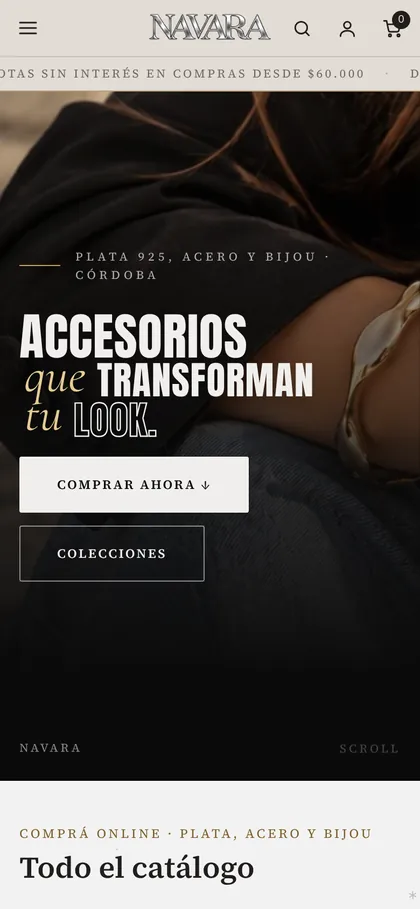 NAVARA
0
OTAS SIN INTERÉS EN COMPRAS DESDE $60.000 · D
PLATA 925, ACERO Y BIJOU ·
CÓRDOBA
ACCESORIOS
que TRANSFORMAN
tu LOOK.
COMPRAR AHORA ↓
COLECCIONES
NAVARA
SCROLL
COMPRÁ ONLINE · PLATA, ACERO Y BIJOU
Todo el catálogo
*